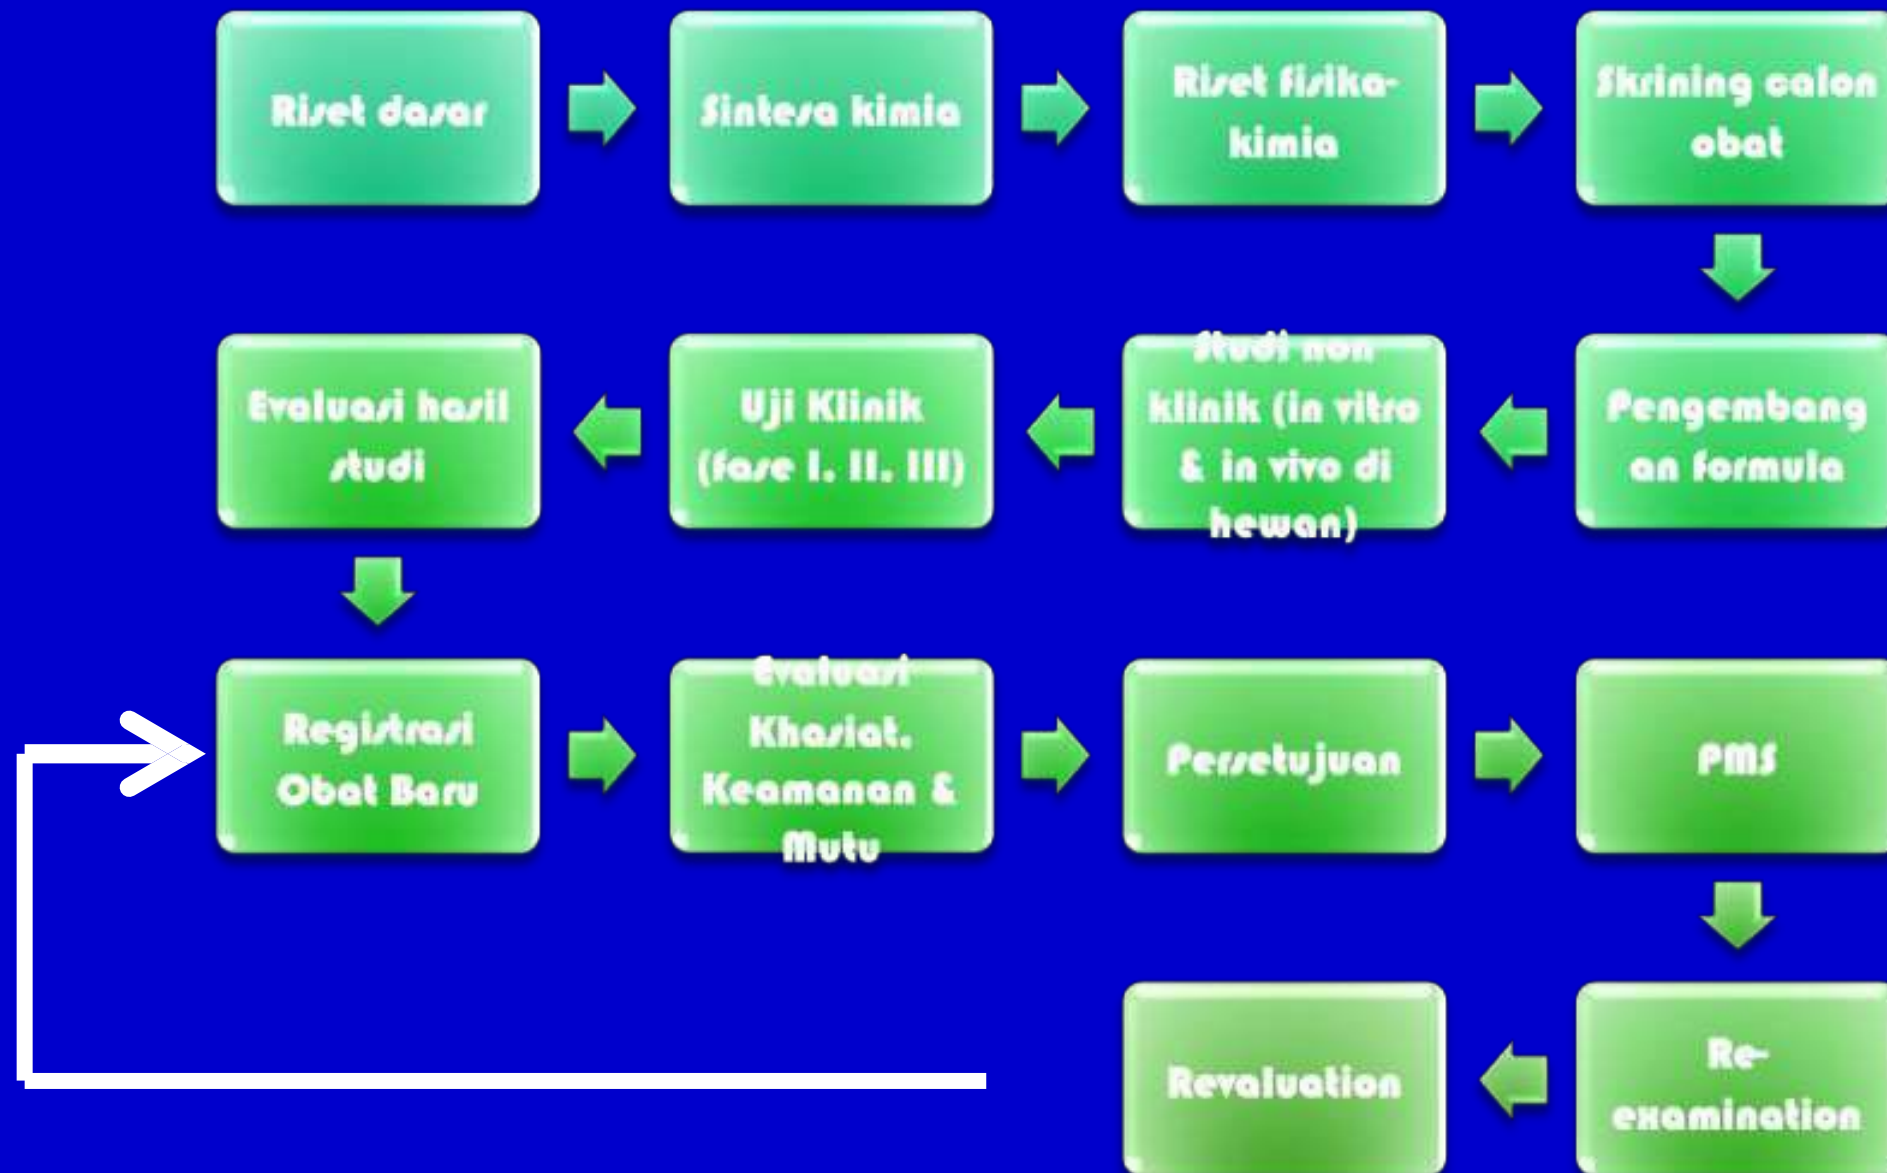 Riset dasar
Sintesa kimia
Riset fisika-
kimia
Skrining calon
obat
Pengembang
an formula
Studi non
klinik (in vitro
& in vivo di
hewan)
Uji Klinik
(fase I, II, III)
Evaluasi hasil
studi
Registrasi
Obat Baru
Evaluasi
Khasiat,
Keamanan &
Mutu
Persetujuan
PMS
Re-
examination
Revaluation